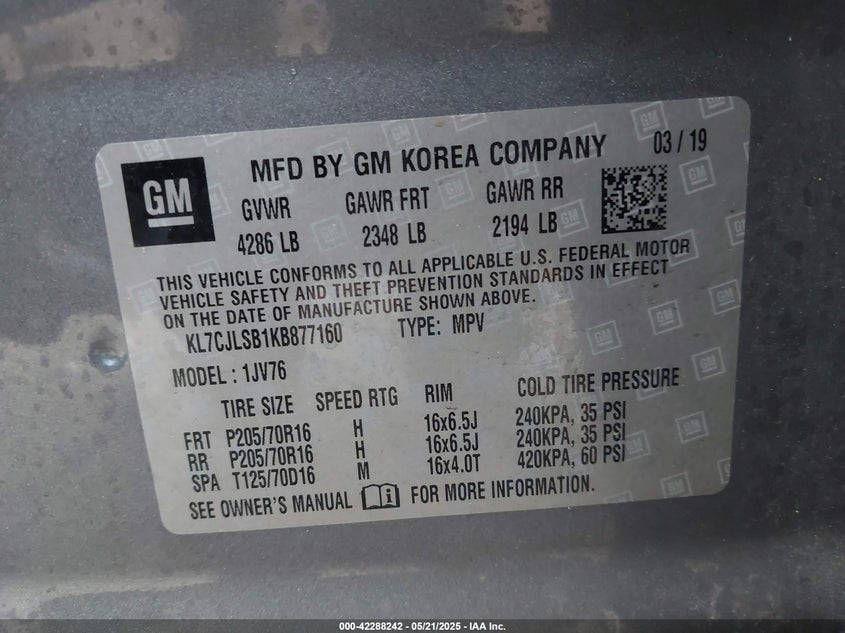 GM
MFD BY GM KOREA COMPANY 03 / 19
GVWR GAWR FRT GAWR RR
4286 LB 2348 LB 2194 LB
THIS VEHICLE CONFORMS TO ALL APPLICABLE U.S. FEDERAL MOTOR
VEHICLE SAFETY AND THEFT PREVENTION STANDARDS IN EFFECT
ON THE DATE OF MANUFACTURE SHOWN ABOVE.
KL7CJLSB1KB877160 TYPE: MPV
MODEL : 1JV76
TIRE SIZE SPEED RTG RIM COLD TIRE PRESSURE
FRT P205/70R16 H 16x6.5J 240KPA, 35 PSI
RR P205/70R16 H 16x6.5J 240KPA, 35 PSI
SPA T125/70D16 M 16x4.0T 420KPA, 60 PSI
SEE OWNER'S MANUAL FOR MORE INFORMATION.
000-42288242 - 05/21/2025 - IAA Inc.